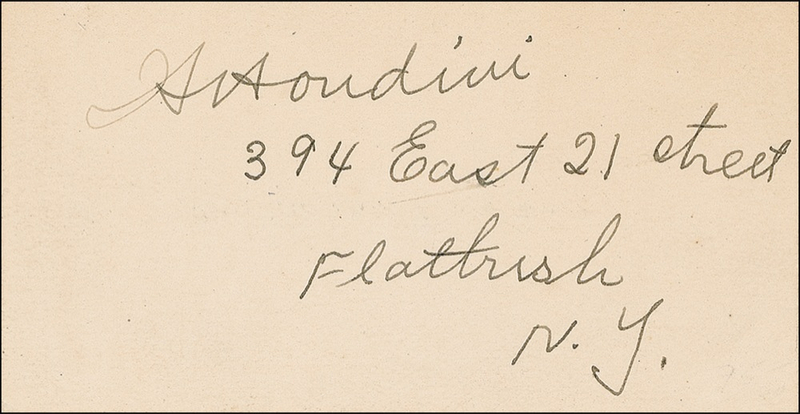 H Houdini
394 East 21 street
Flatbush
N. Y.